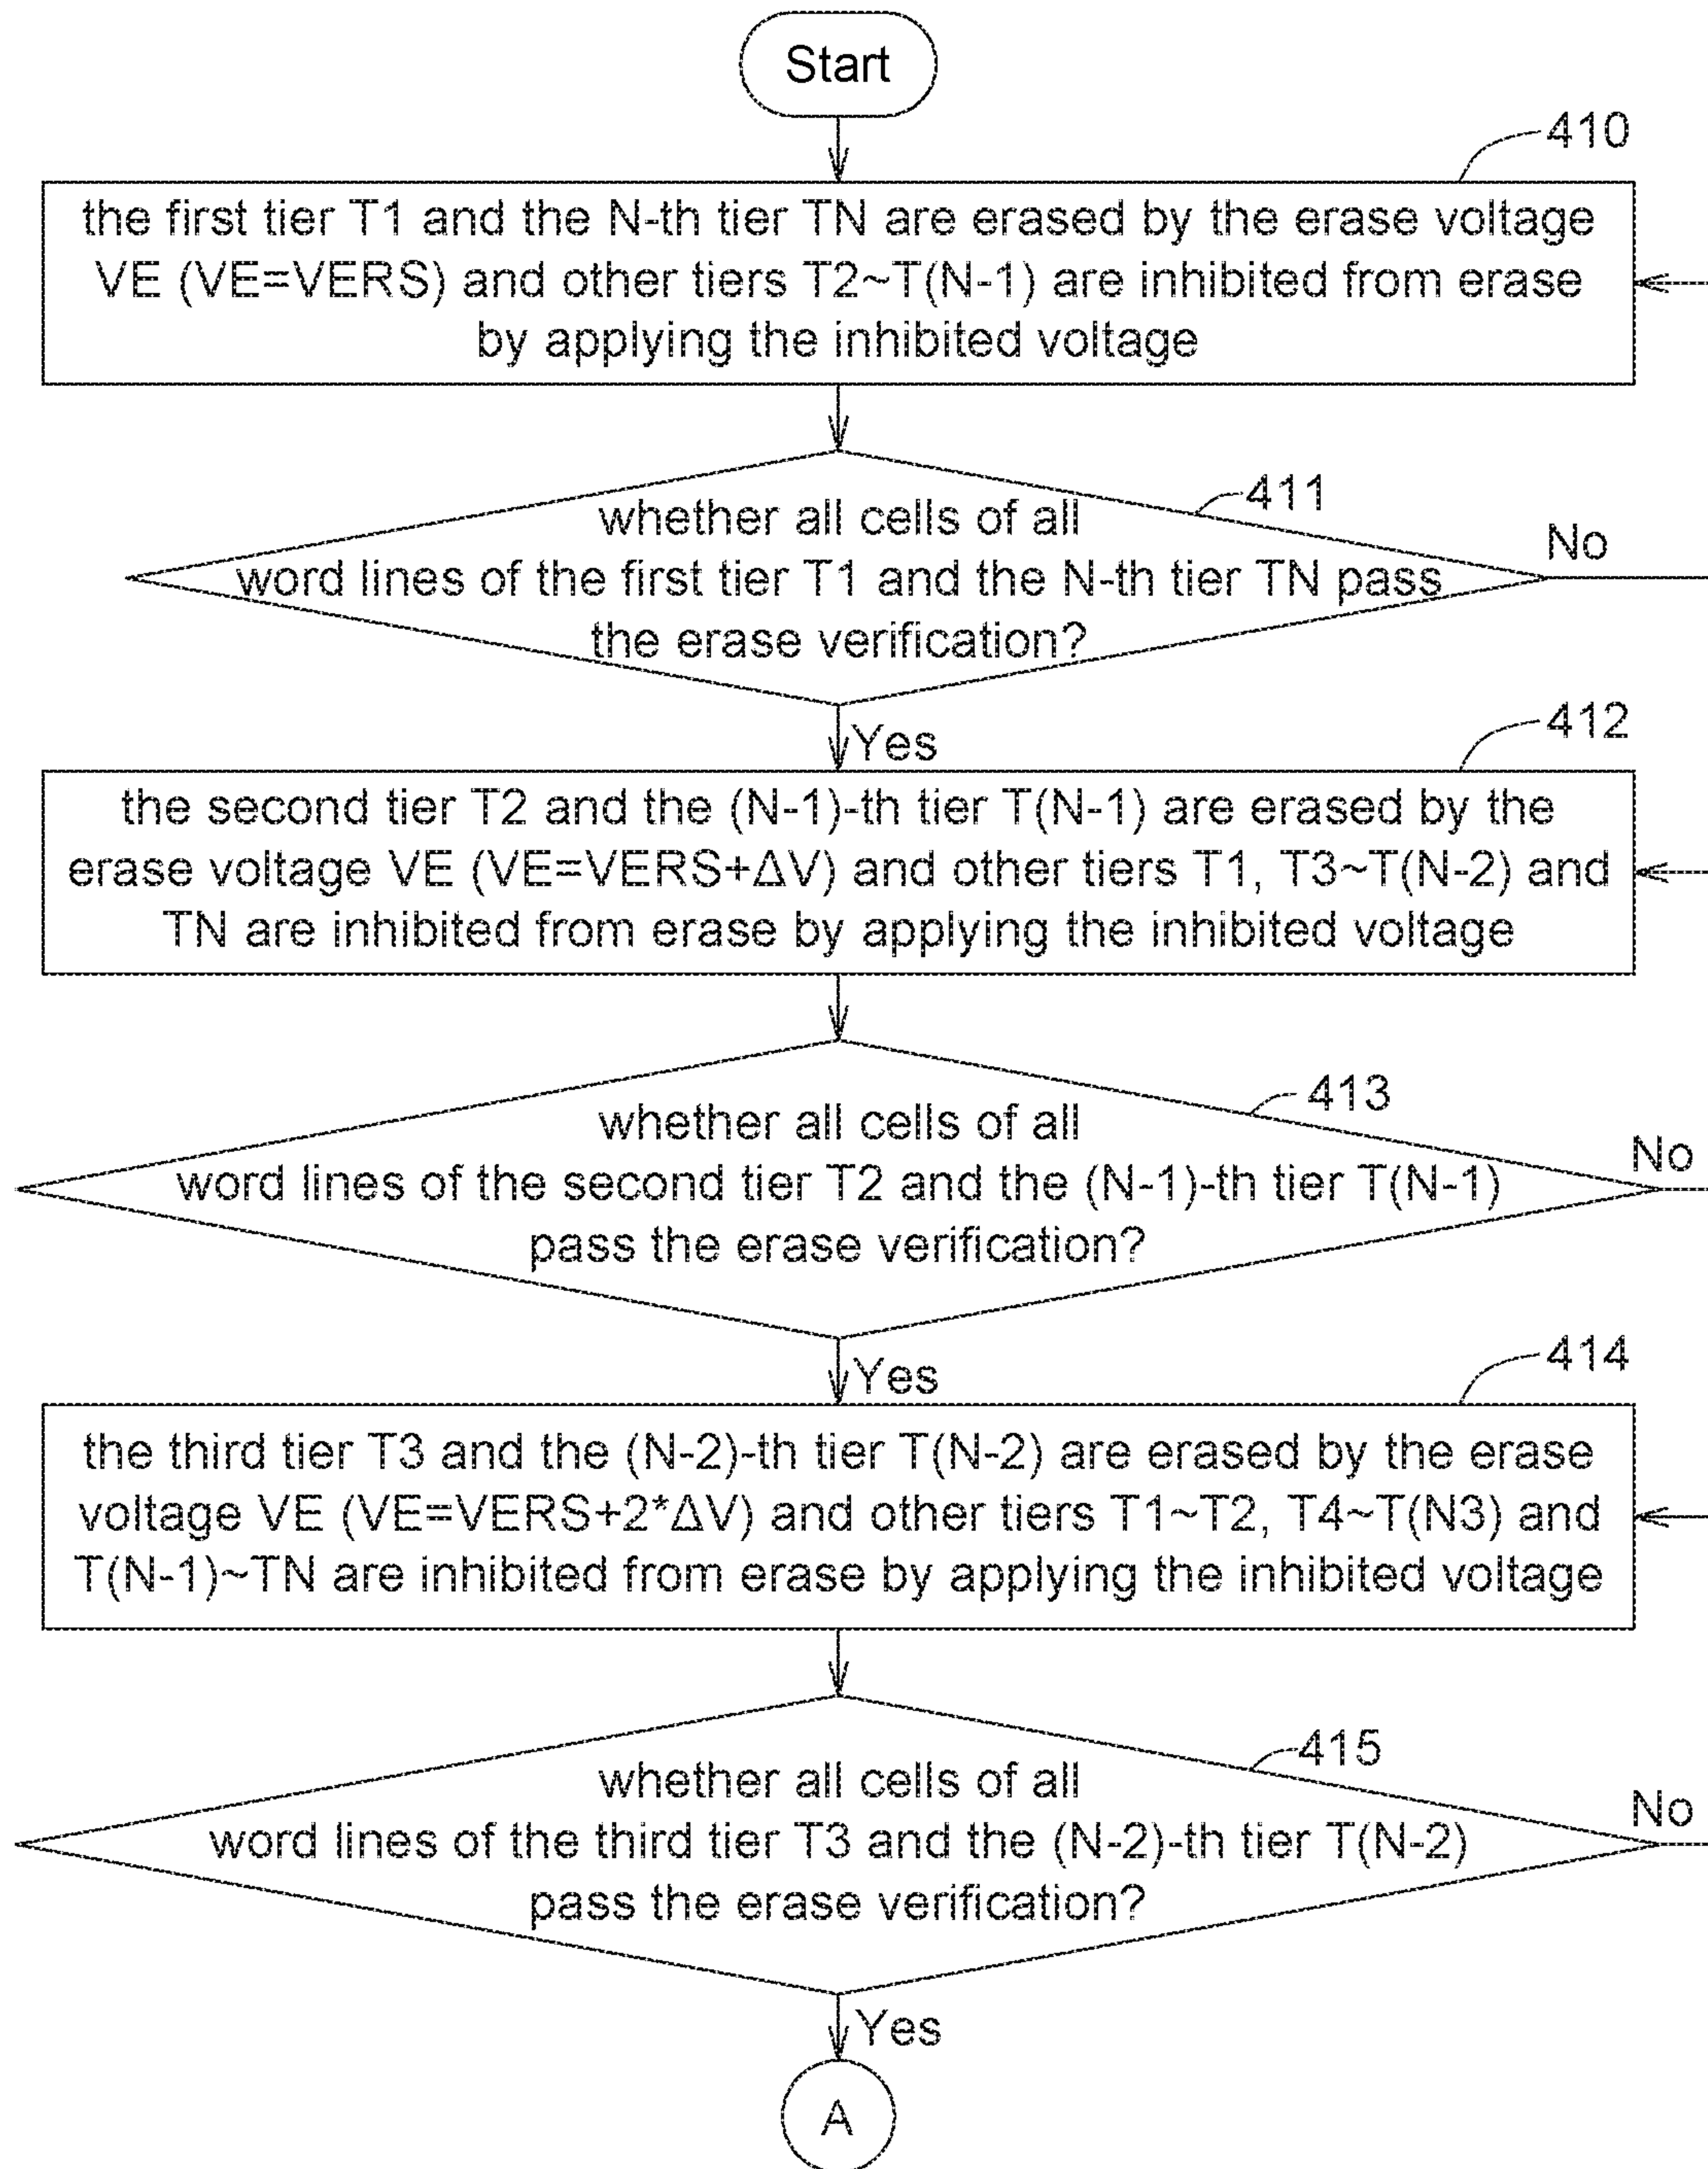 Start
410
the first tier T1 and the N-th tier TN are erased by the erase voltage
VE (VE=VERS) and other tiers T2~T(N-1) are inhibited from erase
by applying the inhibited voltage
411
whether all cells of all
word lines of the first tier T1 and the N-th tier TN pass
the erase verification?
No
Yes
412
the second tier T2 and the (N-1)-th tier T(N-1) are erased by the
erase voltage VE (VE=VERS+ΔV) and other tiers T1, T3~T(N-2) and
TN are inhibited from erase by applying the inhibited voltage
413
whether all cells of all
word lines of the second tier T2 and the (N-1)-th tier T(N-1)
pass the erase verification?
No
Yes
414
the third tier T3 and the (N-2)-th tier T(N-2) are erased by the erase
voltage VE (VE=VERS+2*ΔV) and other tiers T1~T2, T4~T(N3) and
T(N-1)~TN are inhibited from erase by applying the inhibited voltage
415
whether all cells of all
word lines of the third tier T3 and the (N-2)-th tier T(N-2)
pass the erase verification?
No
Yes
A